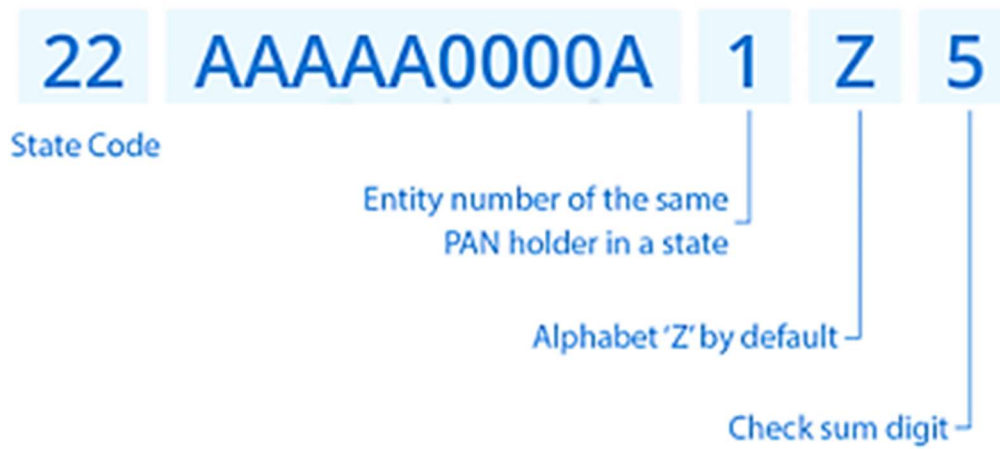 22 AAAAA0000A 1 Z 5
State Code
Entity number of the same
PAN holder in a state
Alphabet 'Z' by default
Check sum digit